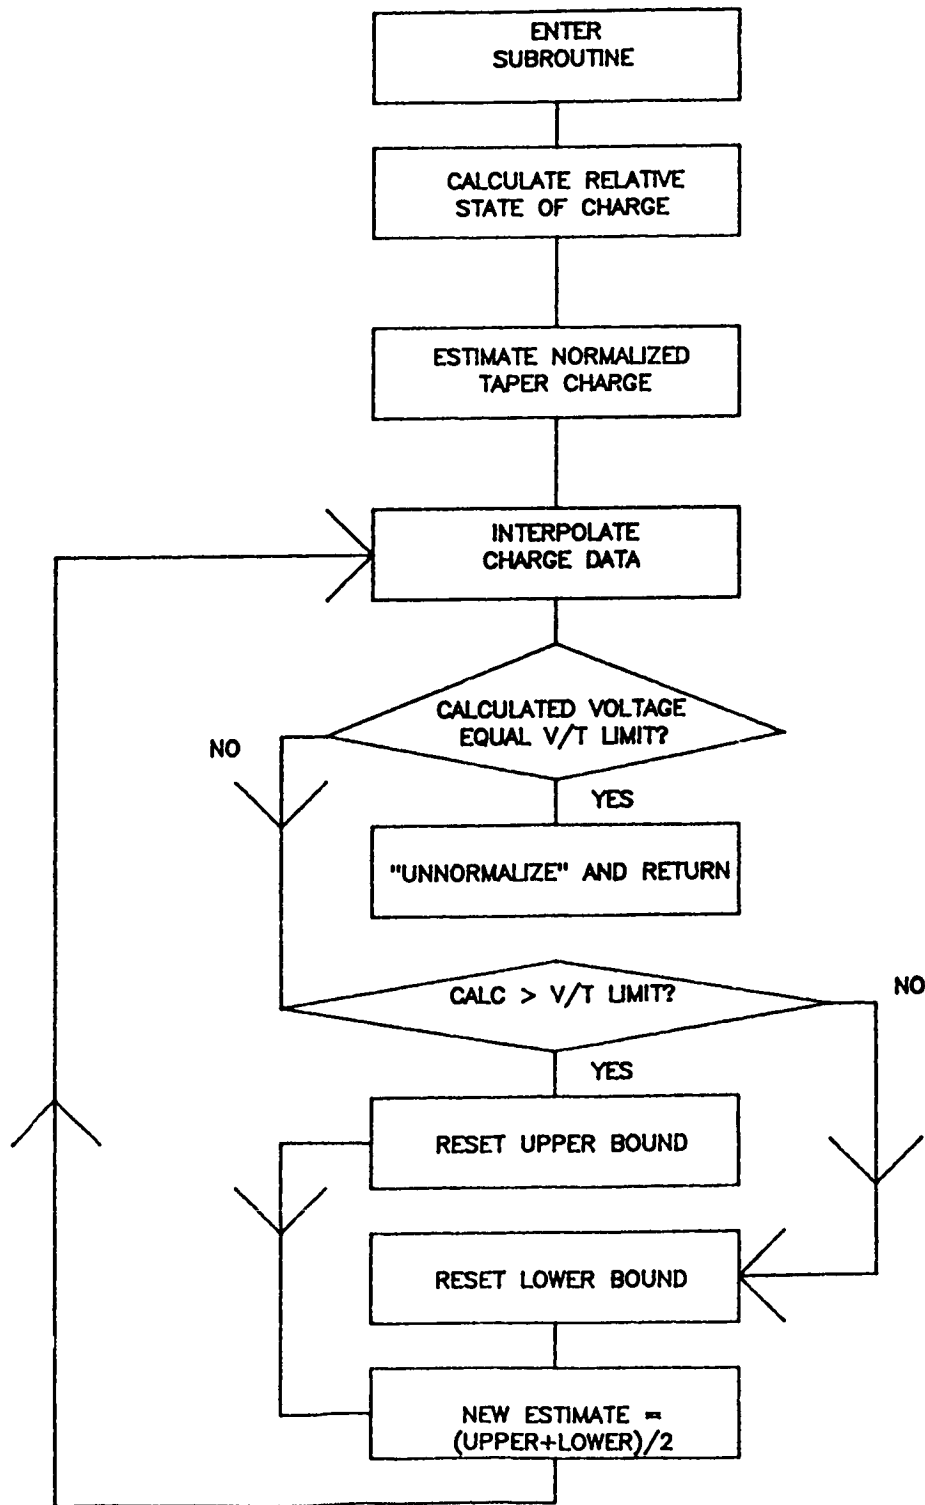 ENTER
SUBROUTINE
CALCULATE RELATIVE
STATE OF CHARGE
ESTIMATE NORMALIZED
TAPER CHARGE
INTERPOLATE
CHARGE DATA
CALCULATED VOLTAGE
EQUAL V/T LIMIT?
NO
YES
"UNNORMALIZE" AND RETURN
CALC > V/T LIMIT?
NO
YES
RESET UPPER BOUND
RESET LOWER BOUND
NEW ESTIMATE =
(UPPER+LOWER)/2